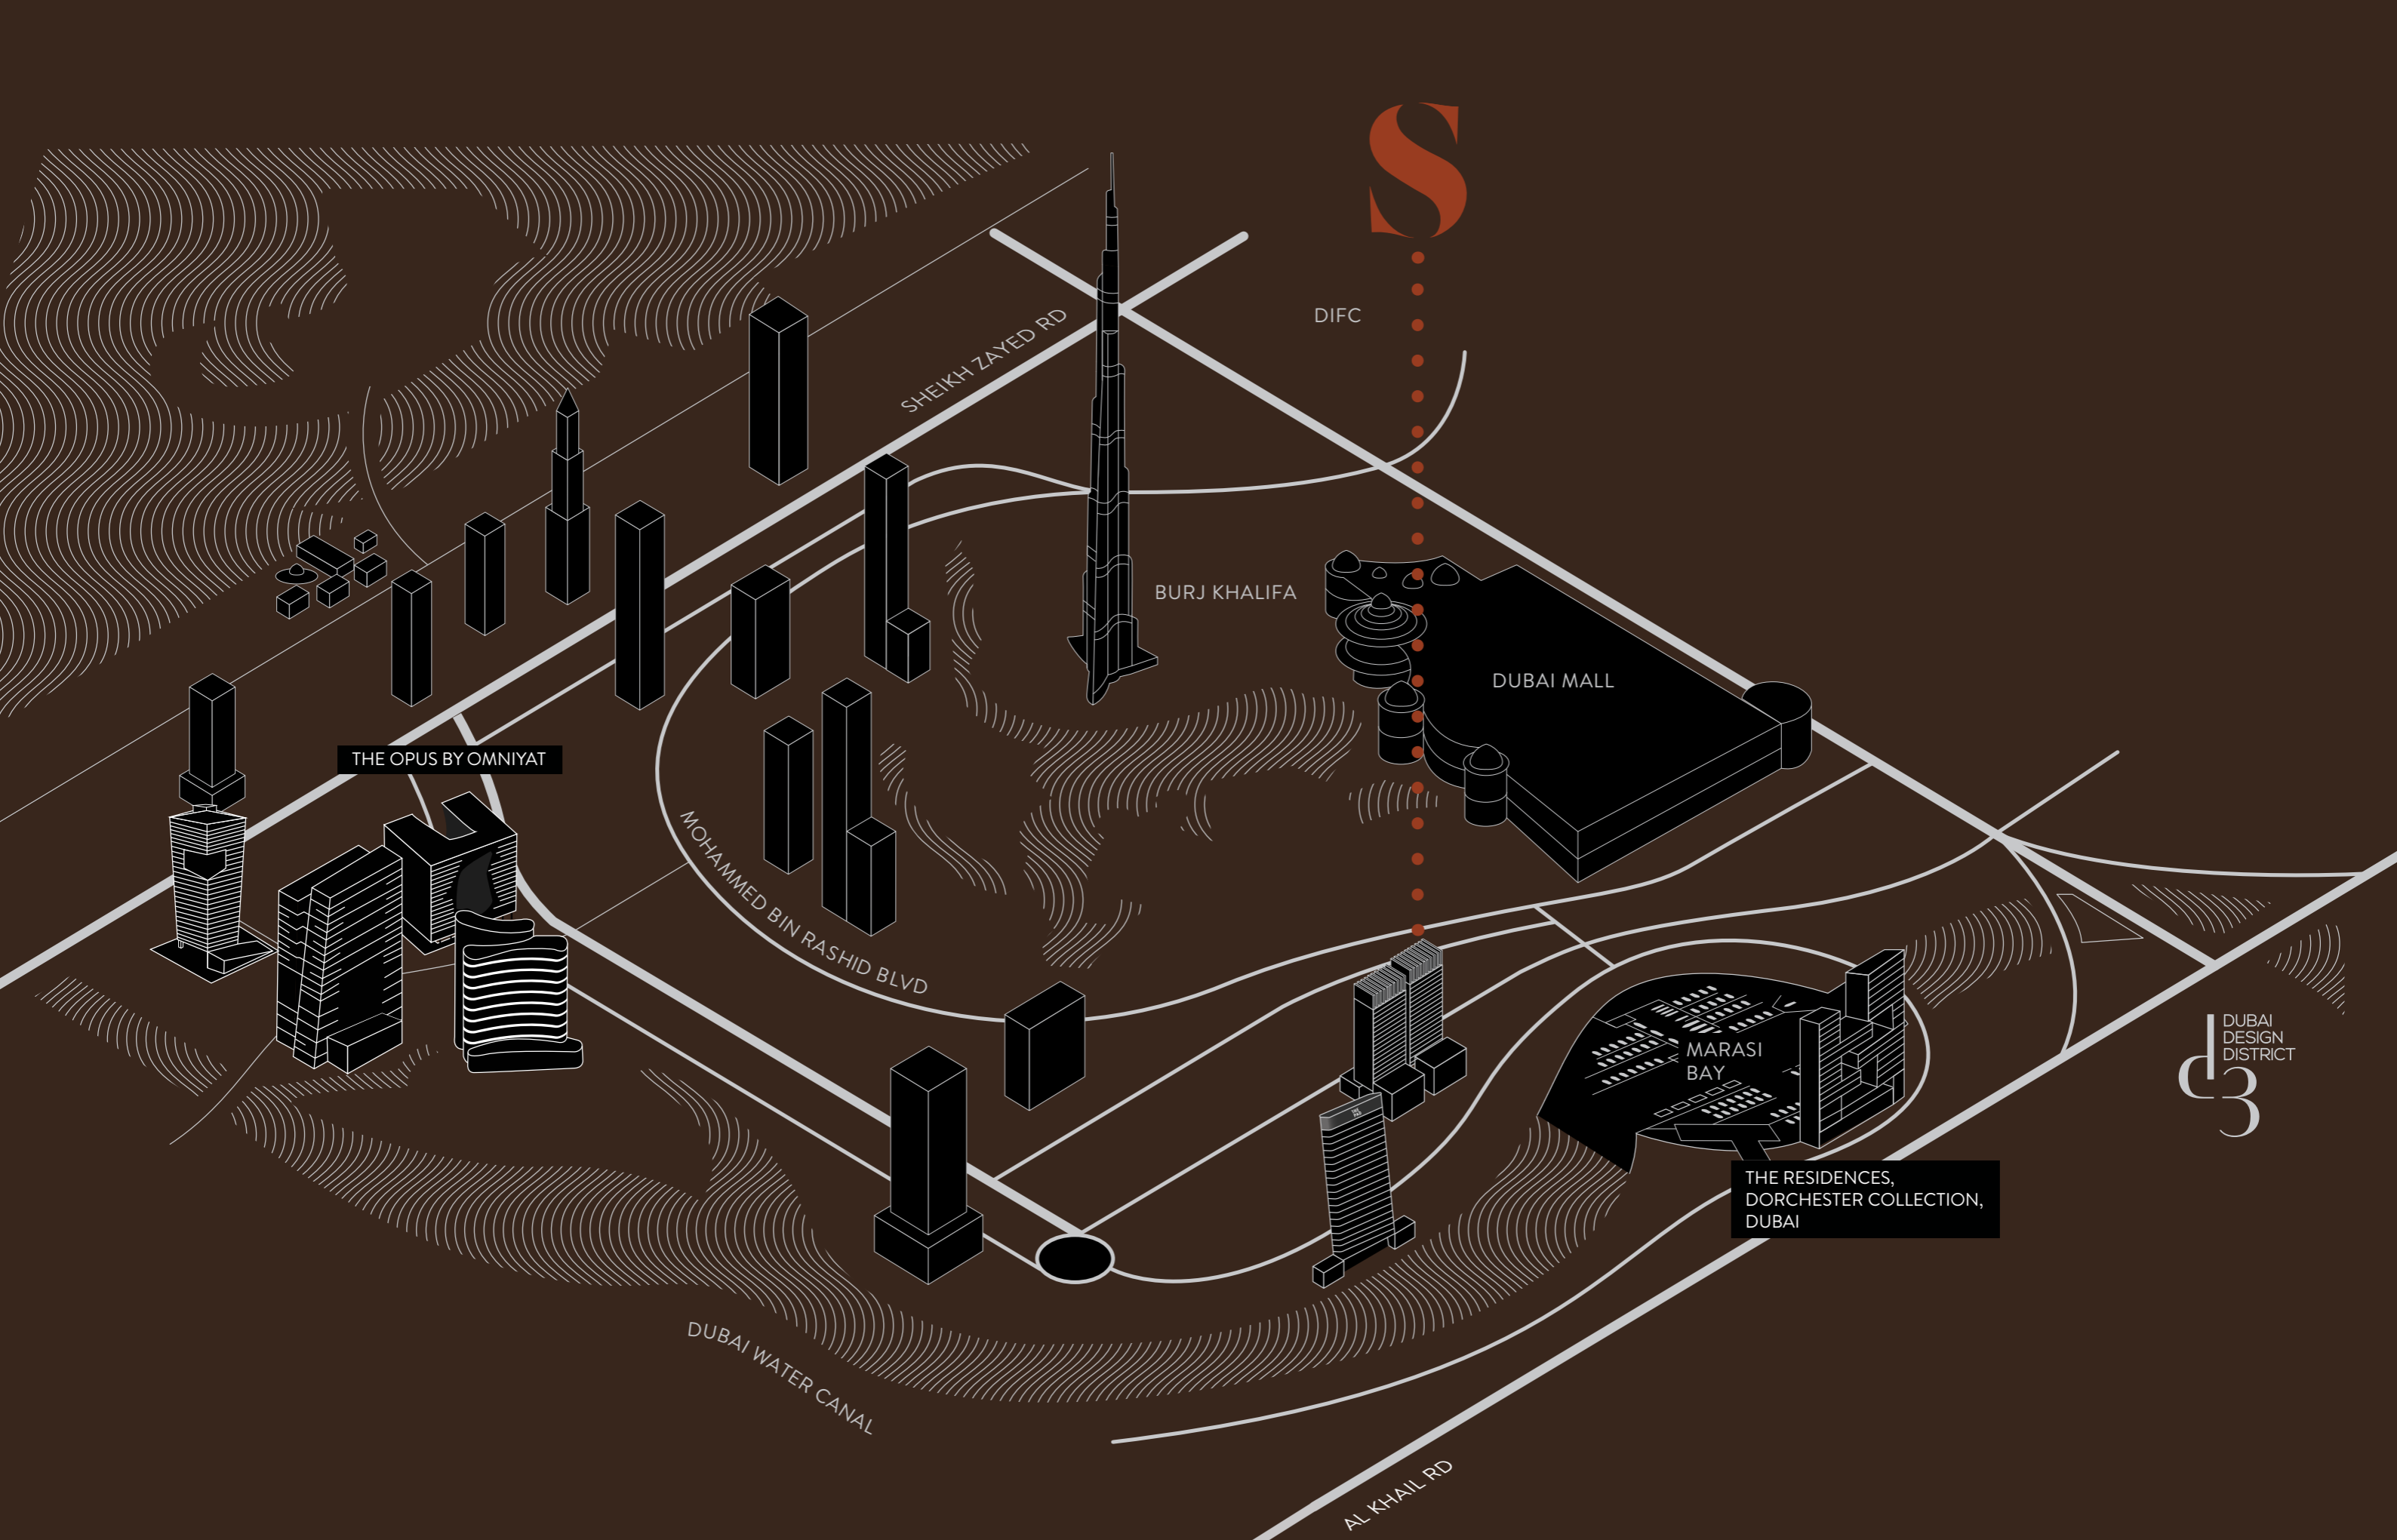 S
DIFC
SHEIKH ZAYED RD
BURJ KHALIFA
DUBAI MALL
THE OPUS BY OMNIYAT
MOHAMMED BIN RASHID BLVD
MARASI
BAY
DUBAI
DESIGN
DISTRICT
d3
THE RESIDENCES,
DORCHESTER COLLECTION,
DUBAI
DUBAI WATER CANAL
AL KHAIL RD